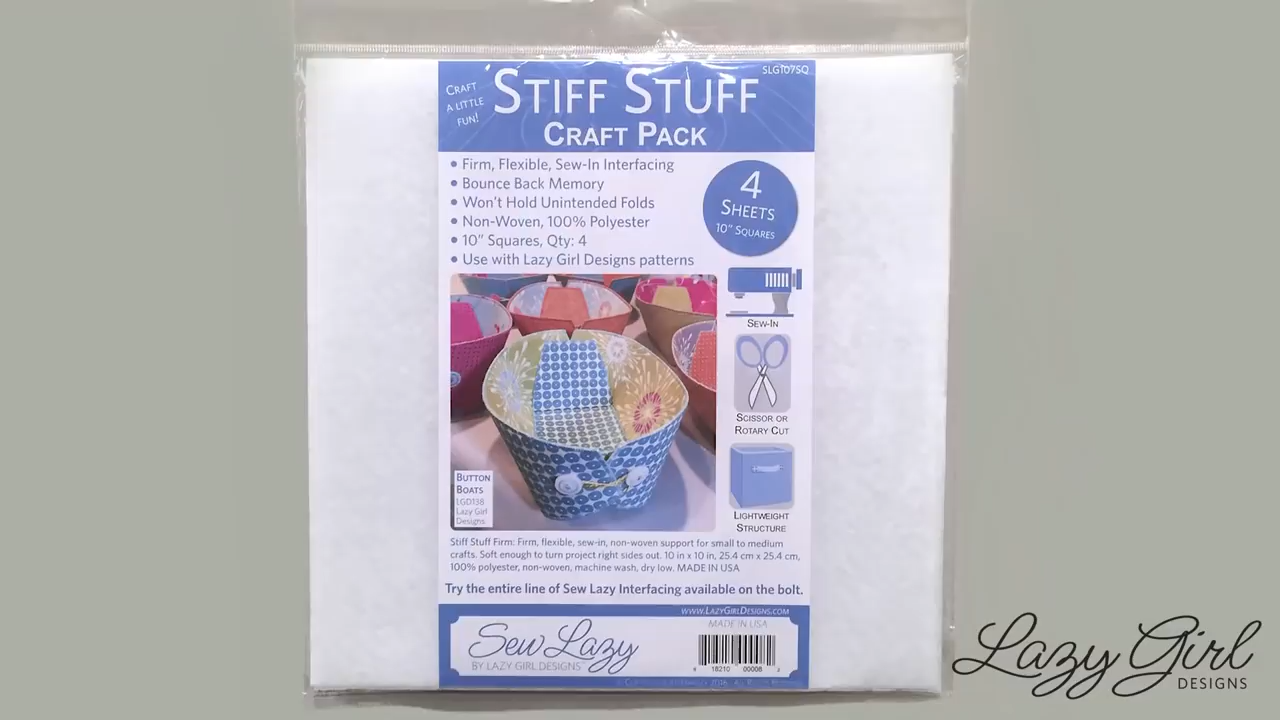 SLG107SQ
CRAFT
A LITTLE
FUN!
STIFF STUFF
CRAFT PACK
• Firm, Flexible, Sew-In Interfacing
• Bounce Back Memory
• Won't Hold Unintended Folds
• Non-Woven, 100% Polyester
• 10" Squares, Qty: 4
• Use with Lazy Girl Designs patterns
4
SHEETS
10" SQUARES
SEW-IN
SCISSOR OR
ROTARY CUT
LIGHTWEIGHT
STRUCTURE
BUTTON
BOATS
LGD138
Lazy Girl
Designs
Stiff Stuff Firm: Firm, flexible, sew-in, non-woven support for small to medium
crafts. Soft enough to turn project right sides out. 10 in x 10 in, 25.4 cm x 25.4 cm,
100% polyester, non-woven, machine wash, dry low. MADE IN USA
Try the entire line of Sew Lazy Interfacing available on the bolt.
WWW.LAZYGIRLDESIGNS.COM
Sew Lazy
BY LAZY GIRL DESIGNS
MADE IN USA
18210 00008
Lazy Girl
DESIGNS